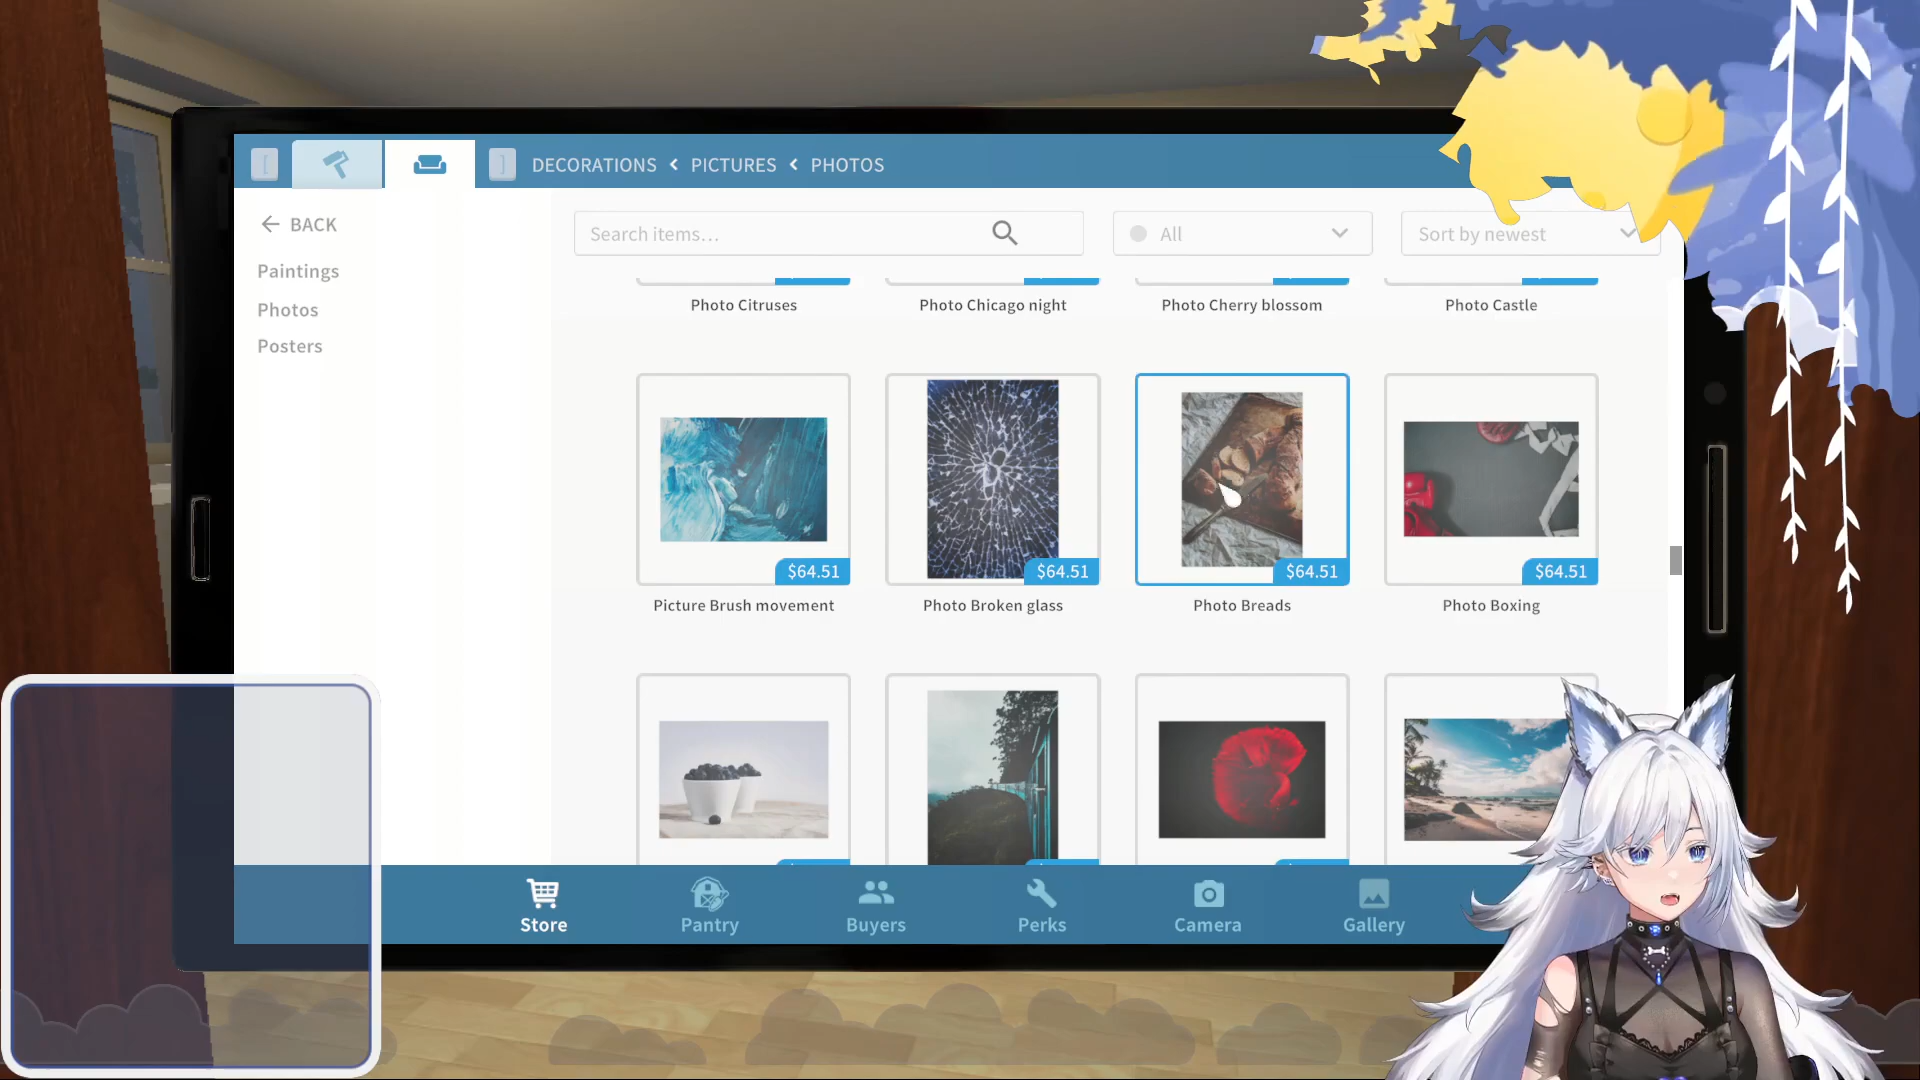 [
]
DECORATIONS < PICTURES < PHOTOS
BACK
Paintings
Photos
Posters
Search items...
All
Sort by newest
Photo Citruses
Photo Chicago night
Photo Cherry blossom
Photo Castle
$64.51
$64.51
$64.51
$64.51
Picture Brush movement
Photo Broken glass
Photo Breads
Photo Boxing
Store
Pantry
Buyers
Perks
Camera
Gallery